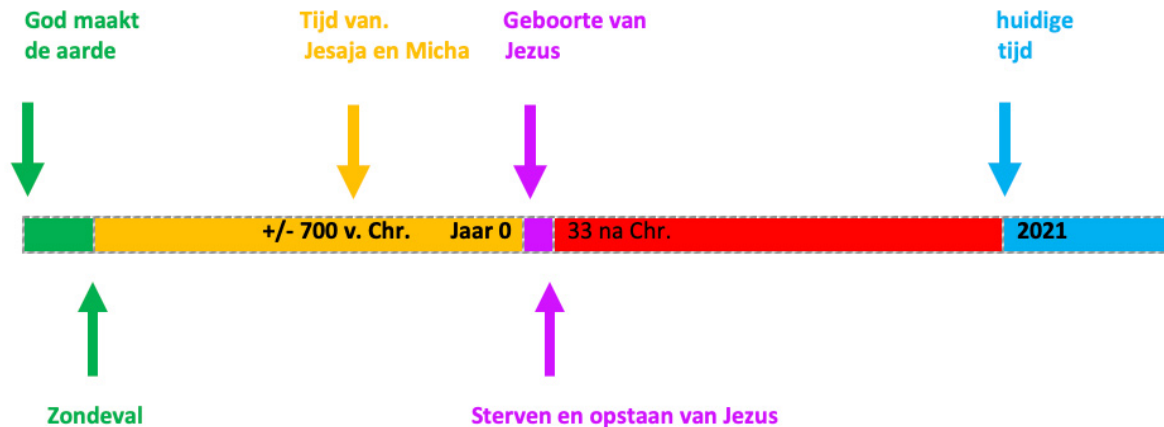 God maakt
de aarde
Tijd van.
Jesaja en Micha
Geboorte van
Jezus
huidige
tijd
+/- 700 v. Chr.
Jaar 0
33 na Chr.
2021
Zondeval
Sterven en opstaan van Jezus